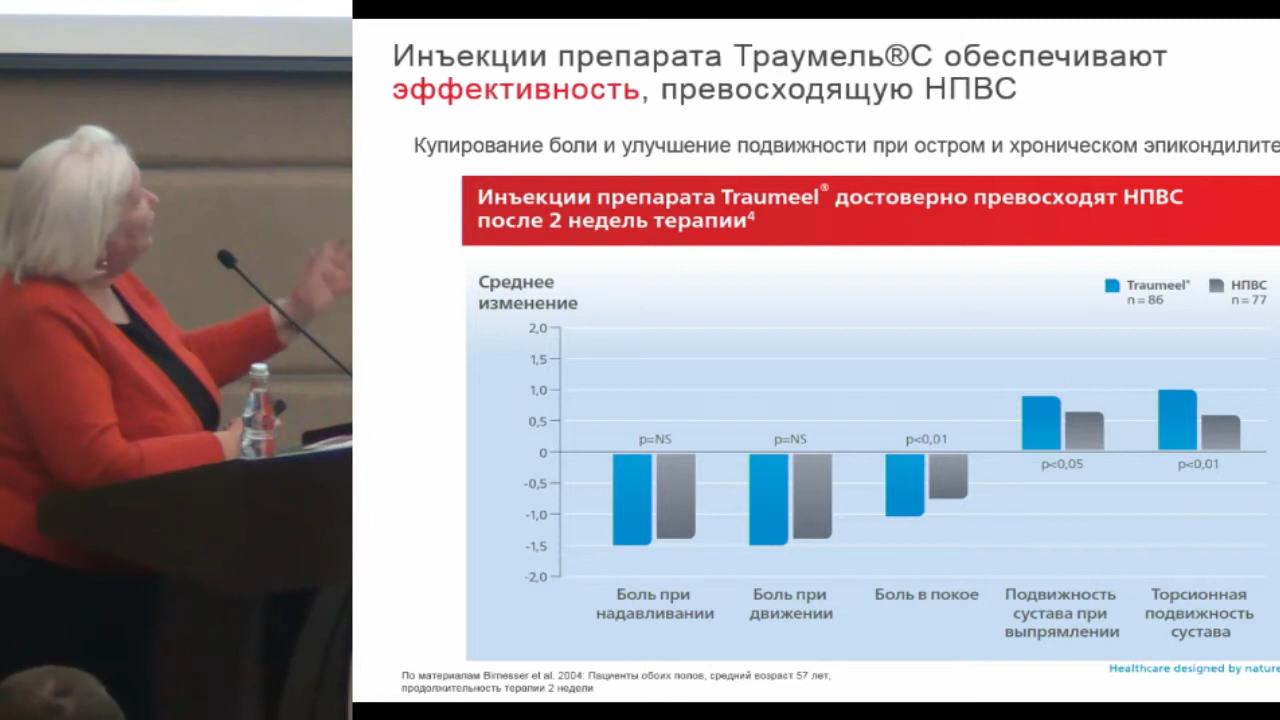 Инъекции препарата Траумель®С обеспечивают
эффективность, превосходящую НПВС
Купирование боли и улучшение подвижности при остром и хроническом эпикондилите
Инъекции препарата Traumeel® достоверно превосходят НПВС
после 2 недель терапии⁴
Среднее
изменение
Traumeel®
n = 86
НПВС
n = 77
2,0
1,5
1,0
0,5
0
-0,5
-1,0
-1,5
-2,0
p=NS
p=NS
p<0,01
p<0,05
p<0,01
Боль при
надавливании
Боль при
движении
Боль в покое
Подвижность
сустава при
выпрямлении
Торсионная
подвижность
сустава
Healthcare designed by nature
По материалам Birnesser et al. 2004: Пациенты обоих полов, средний возраст 57 лет,
продолжительность терапии 2 недели